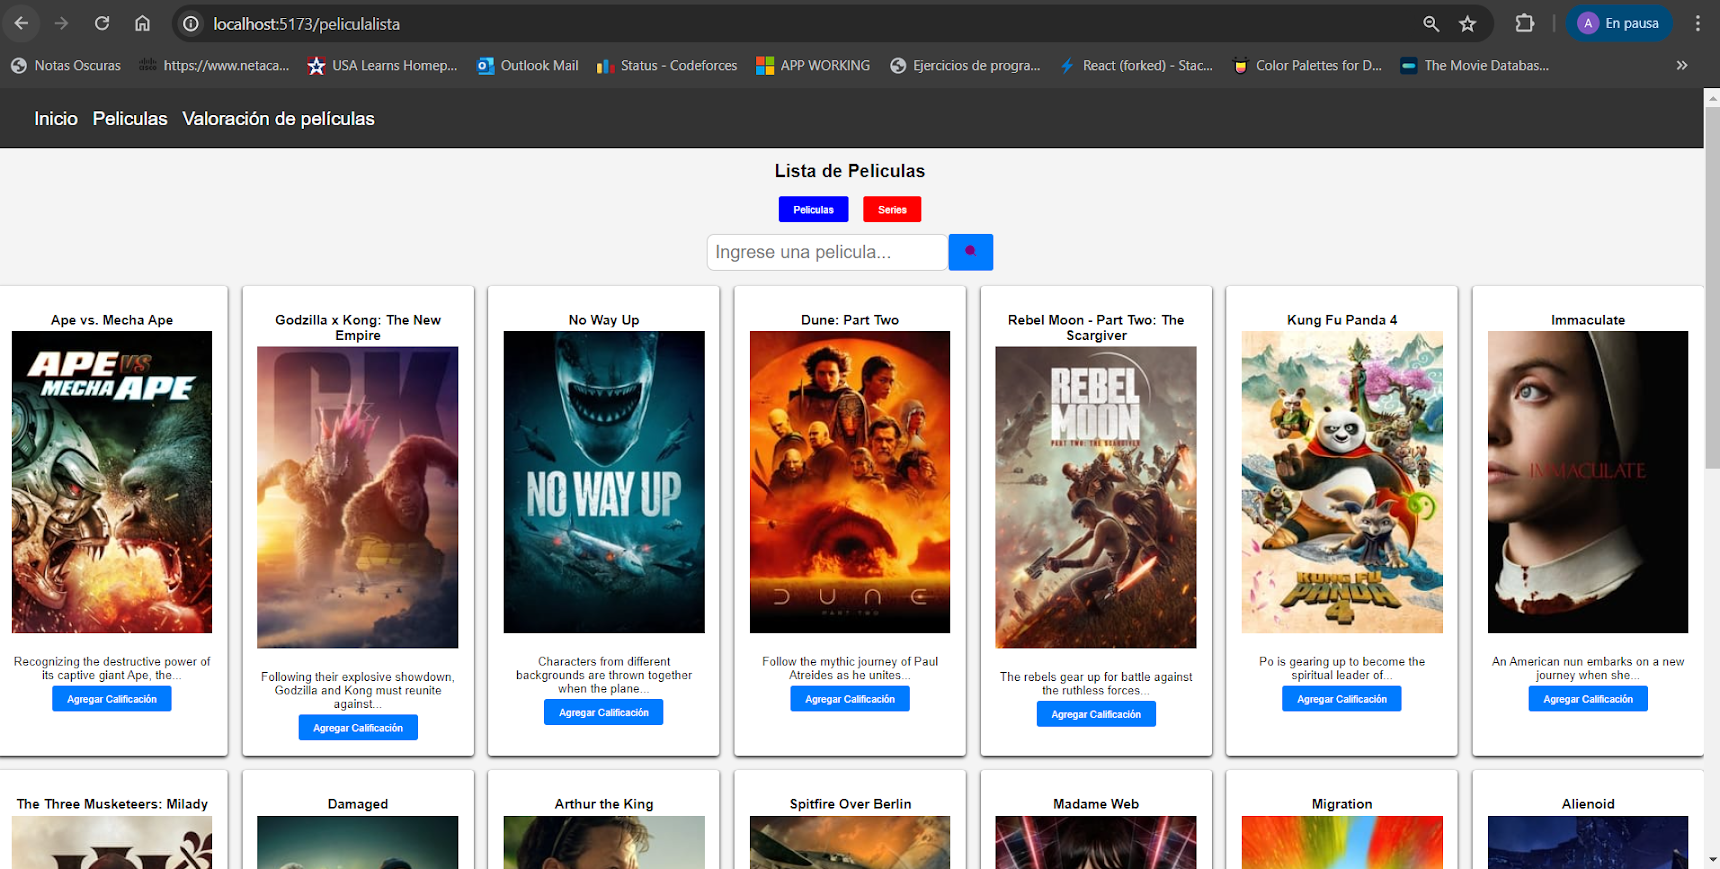 localhost:5173/peliculalista
A
En pausa
Notas Oscuras
https://www.netaca...
USA Learns Homep...
Outlook Mail
Status - Codeforces
APP WORKING
Ejercicios de progra...
React (forked) - Stac...
Color Palettes for D...
The Movie Databas...
»
Inicio Peliculas Valoración de películas
Lista de Peliculas
Peliculas Series
Ingrese una pelicula...
Ape vs. Mecha Ape
APE VS
MECHA APE
Recognizing the destructive power of
its captive giant Ape, the...
Agregar Calificación
Godzilla x Kong: The New
Empire
GK
Following their explosive showdown,
Godzilla and Kong must reunite
against...
Agregar Calificación
No Way Up
NO WAY UP
Characters from different
backgrounds are thrown together
when the plane...
Agregar Calificación
Dune: Part Two
DUNE
PART TWO
Follow the mythic journey of Paul
Atreides as he unites...
Agregar Calificación
Rebel Moon - Part Two: The
Scargiver
REBEL
MOON
PART TWO: THE SCARGIVER
The rebels gear up for battle against
the ruthless forces...
Agregar Calificación
Kung Fu Panda 4
KUNG FU
PANDA
4
Po is gearing up to become the
spiritual leader of...
Agregar Calificación
Immaculate
IMMACULATE
An American nun embarks on a new
journey when she...
Agregar Calificación
The Three Musketeers: Milady
Damaged
Arthur the King
Spitfire Over Berlin
Madame Web
Migration
Alienoid